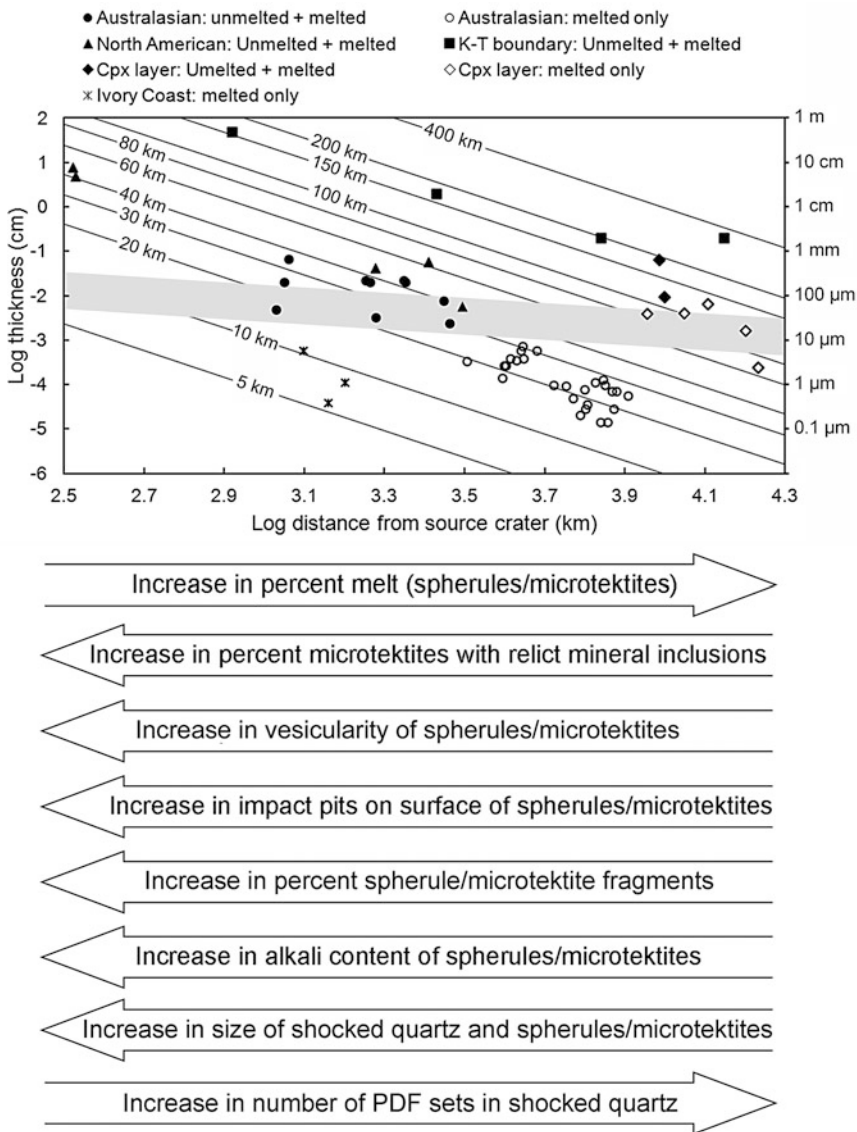 Australasian: unmelted + melted
Australasian: melted only
North American: Unmelted + melted
K-T boundary: Unmelted + melted
Cpx layer: Umelted + melted
Cpx layer: melted only
Ivory Coast: melted only
2
1
0
-1
-2
-3
-4
-5
-6
Log thickness (cm)
80 km
60 km
40 km
30 km
20 km
10 km
5 km
200 km
150 km
100 km
400 km
1 m
10 cm
1 cm
1 mm
100 µm
10 µm
1 µm
0.1 µm
2.5 2.7 2.9 3.1 3.3 3.5 3.7 3.9 4.1 4.3
Log distance from source crater (km)
Increase in percent melt (spherules/microtektites)
Increase in percent microtektites with relict mineral inclusions
Increase in vesicularity of spherules/microtektites
Increase in impact pits on surface of spherules/microtektites
Increase in percent spherule/microtektite fragments
Increase in alkali content of spherules/microtektites
Increase in size of shocked quartz and spherules/microtektites
Increase in number of PDF sets in shocked quartz